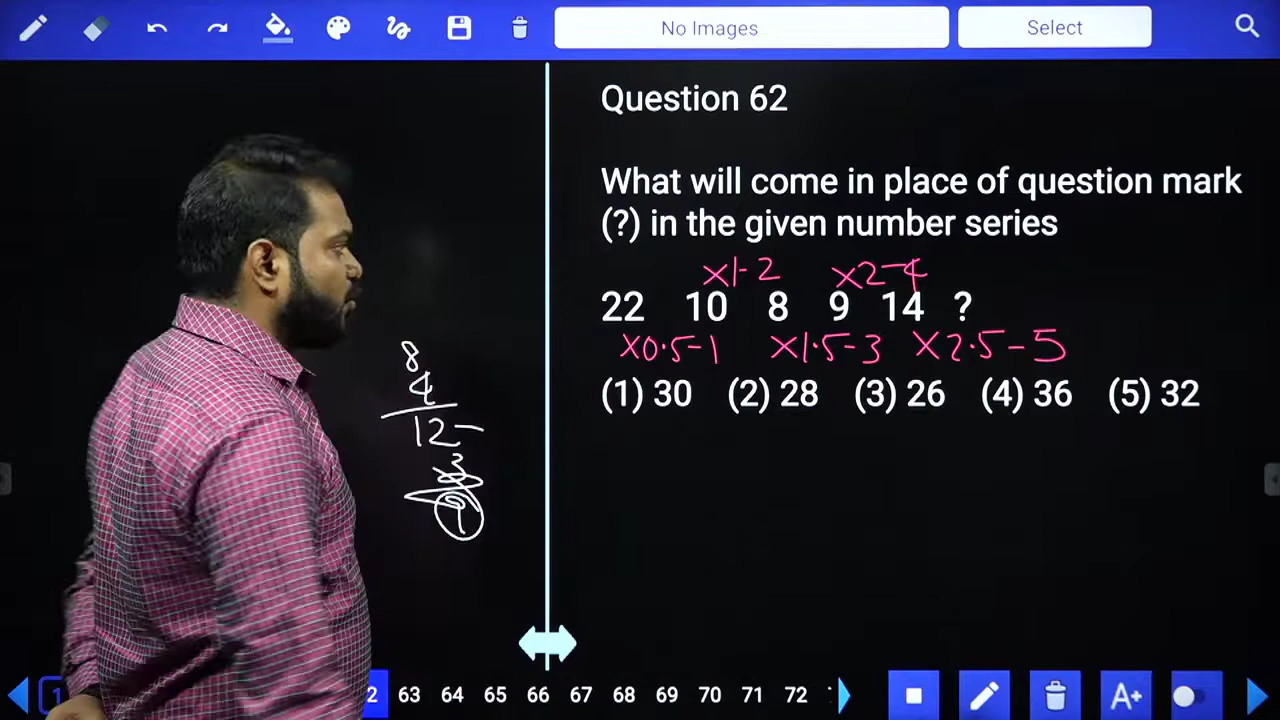 No Images
Select
Question 62
What will come in place of question mark
(?) in the given number series
×1-2 ×2-4
22 10 8 9 14 ?
×0.5-1 ×1.5-3 ×2.5-5
(1) 30 (2) 28 (3) 26 (4) 36 (5) 32
8
4
12-
1
2 63 64 65 66 67 68 69 70 71 72
A+